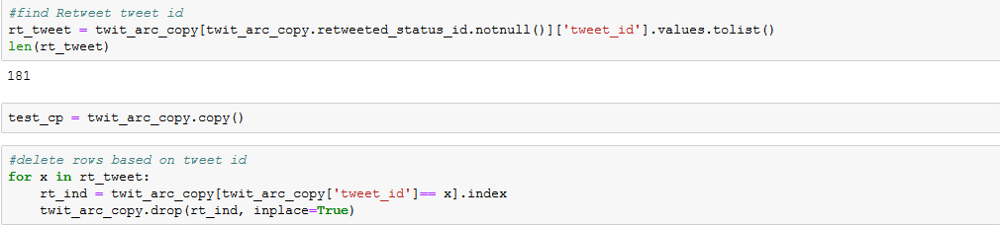 #find Retweet tweet id
rt_tweet = twit_arc_copy[twit_arc_copy.retweeted_status_id.notnull()]['tweet_id'].values.tolist()
len(rt_tweet)
181
test_cp = twit_arc_copy.copy()
#delete rows based on tweet id
for x in rt_tweet:
    rt_ind = twit_arc_copy[twit_arc_copy['tweet_id']== x].index
    twit_arc_copy.drop(rt_ind, inplace=True)